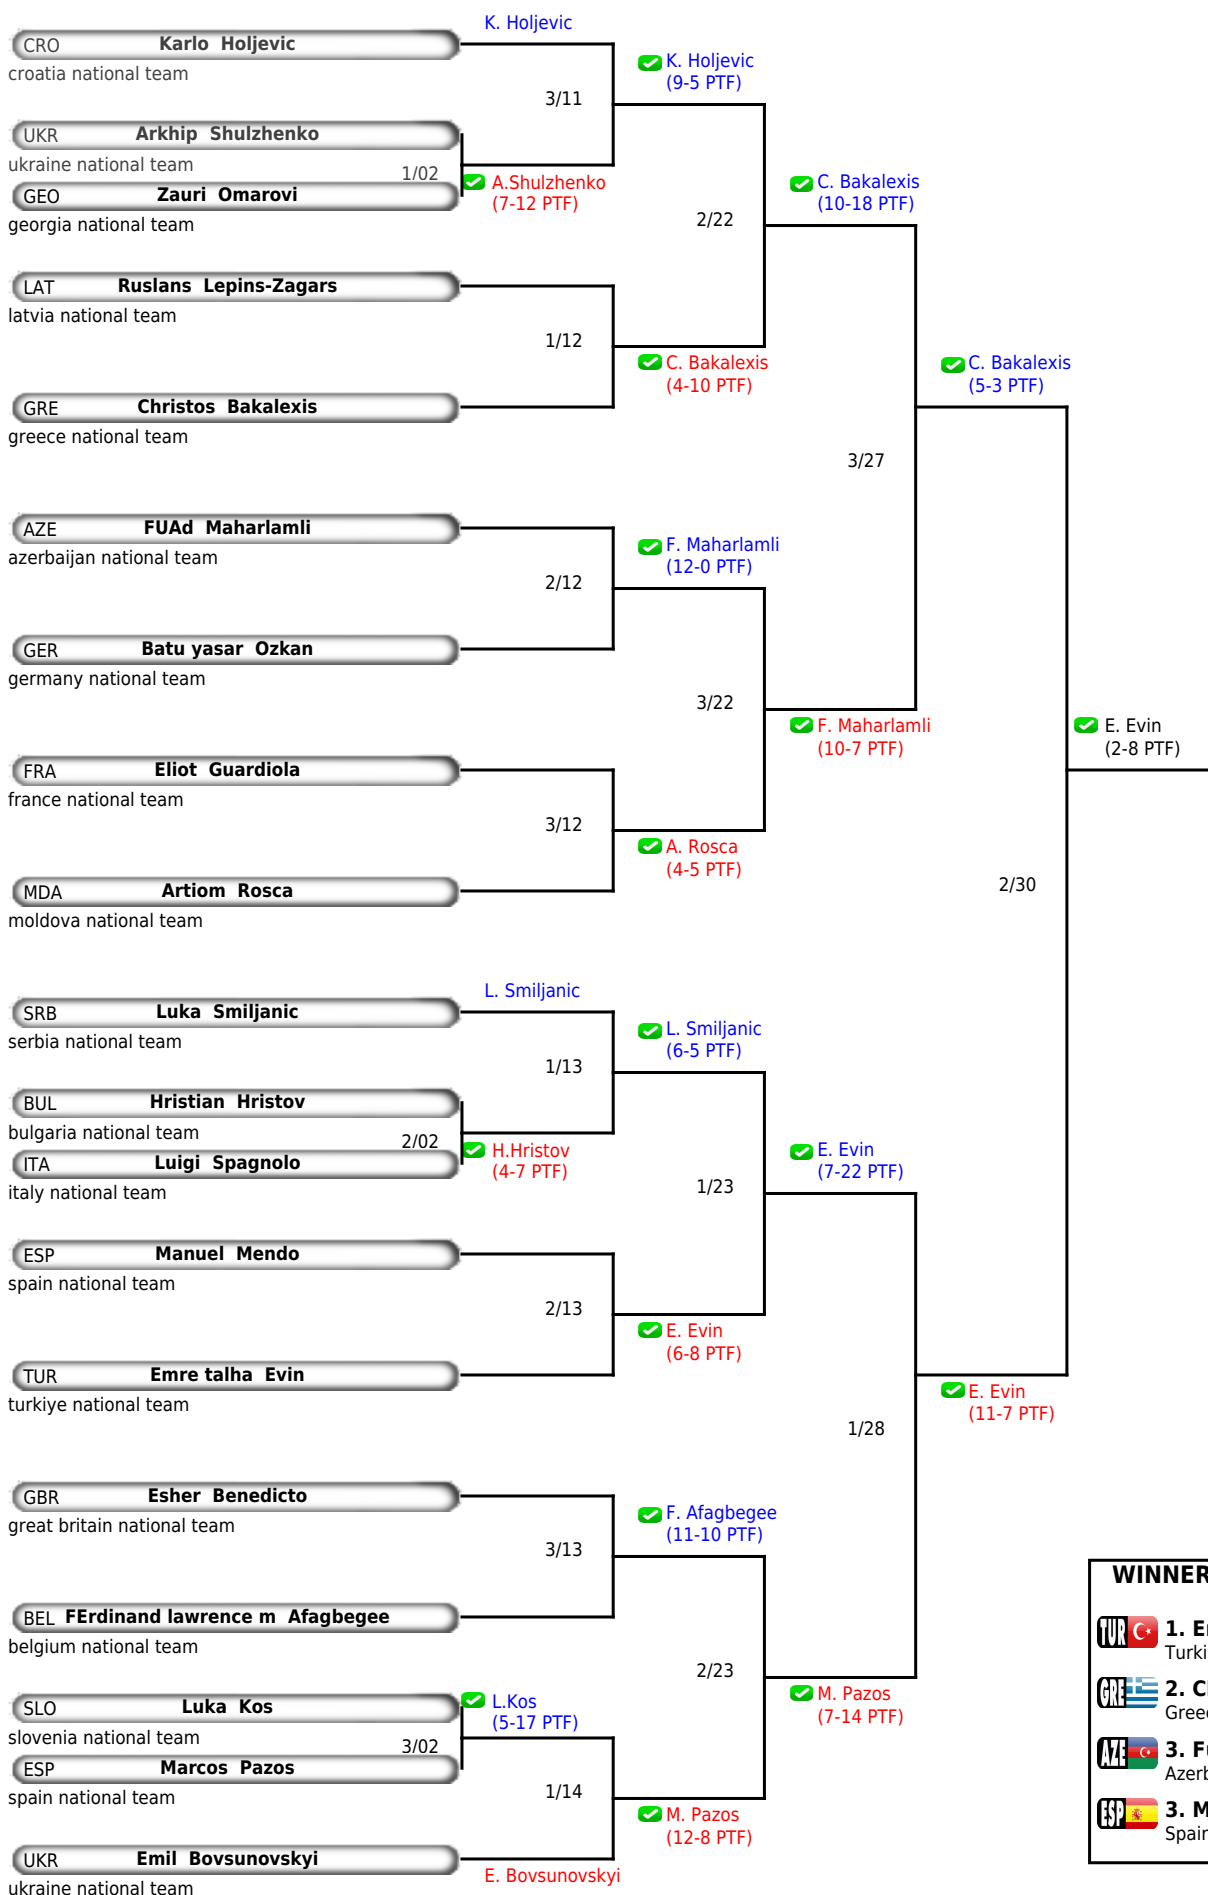 K. Holjevic
CRO Karlo Holjevic
croatia national team
K. Holjevic
(9-5 PTF)
3/11
UKR Arkhip Shulzhenko
ukraine national team
1/02
A.Shulzhenko
(7-12 PTF)
GEO Zauri Omarovi
georgia national team
C. Bakalexis
(10-18 PTF)
2/22
LAT Ruslans Lepins-Zagars
latvia national team
1/12
C. Bakalexis
(4-10 PTF)
C. Bakalexis
(5-3 PTF)
GRE Christos Bakalexis
greece national team
3/27
AZE FUAd Maharlamli
azerbaijan national team
F. Maharlamli
(12-0 PTF)
2/12
GER Batu yasar Ozkan
germany national team
3/22
F. Maharlamli
(10-7 PTF)
E. Evin
(2-8 PTF)
FRA Eliot Guardiola
france national team
3/12
A. Rosca
(4-5 PTF)
MDA Artiom Rosca
moldova national team
2/30
L. Smiljanic
SRB Luka Smiljanic
serbia national team
L. Smiljanic
(6-5 PTF)
1/13
BUL Hristian Hristov
bulgaria national team
2/02
H.Hristov
(4-7 PTF)
ITA Luigi Spagnolo
italy national team
E. Evin
(7-22 PTF)
1/23
ESP Manuel Mendo
spain national team
2/13
E. Evin
(6-8 PTF)
TUR Emre talha Evin
turkiye national team
E. Evin
(11-7 PTF)
1/28
GBR Esher Benedicto
great britain national team
F. Afagbegee
(11-10 PTF)
3/13
BEL FErdinand lawrence m Afagbegee
belgium national team
2/23
M. Pazos
(7-14 PTF)
SLO Luka Kos
slovenia national team
L.Kos
(5-17 PTF)
3/02
ESP Marcos Pazos
spain national team
1/14
M. Pazos
(12-8 PTF)
UKR Emil Bovsunovskyi
ukraine national team
E. Bovsunovskyi
WINNER
TUR 1.
GRE 2.
AZE 3.
ESP 3. M
Spain